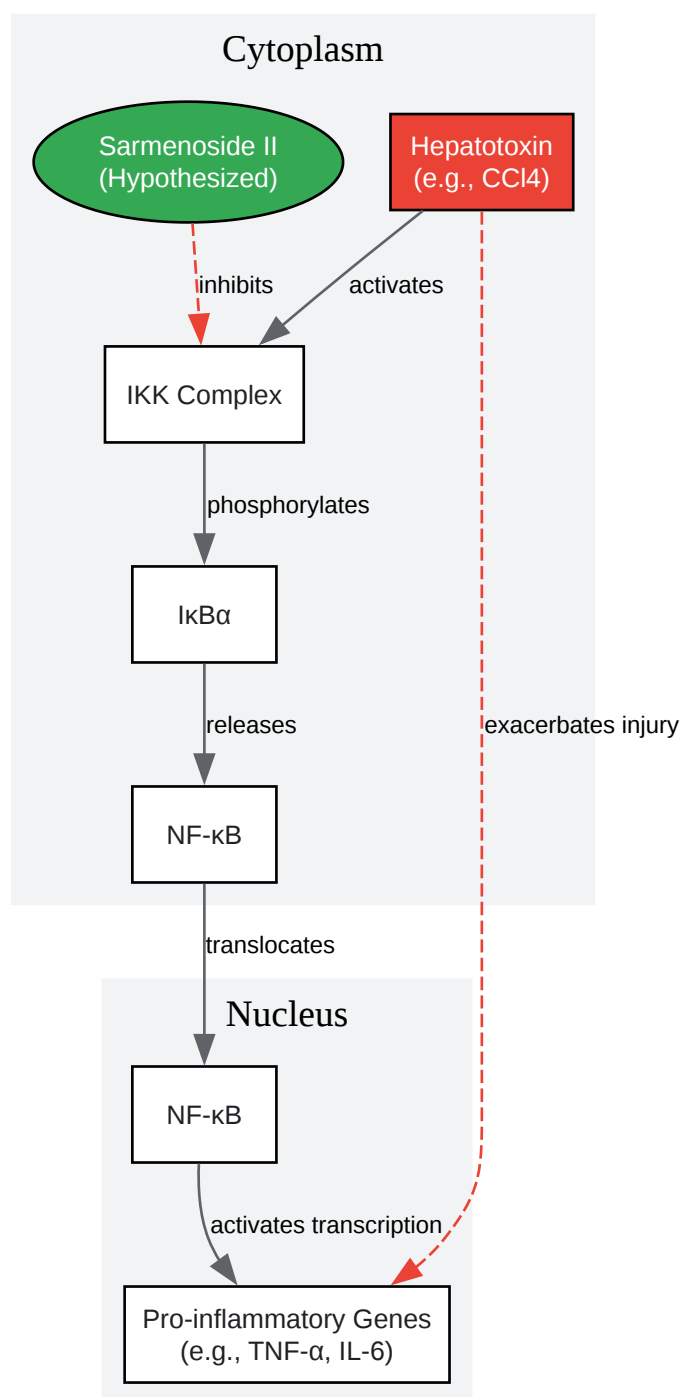 Cytoplasm
Sarmenoside II
(Hypothesized)
Hepatotoxin
(e.g., CCl4)
inhibits
activates
IKK Complex
phosphorylates
IκBα
releases
exacerbates injury
NF-κB
translocates
Nucleus
NF-κB
activates transcription
Pro-inflammatory Genes
(e.g., TNF-α, IL-6)